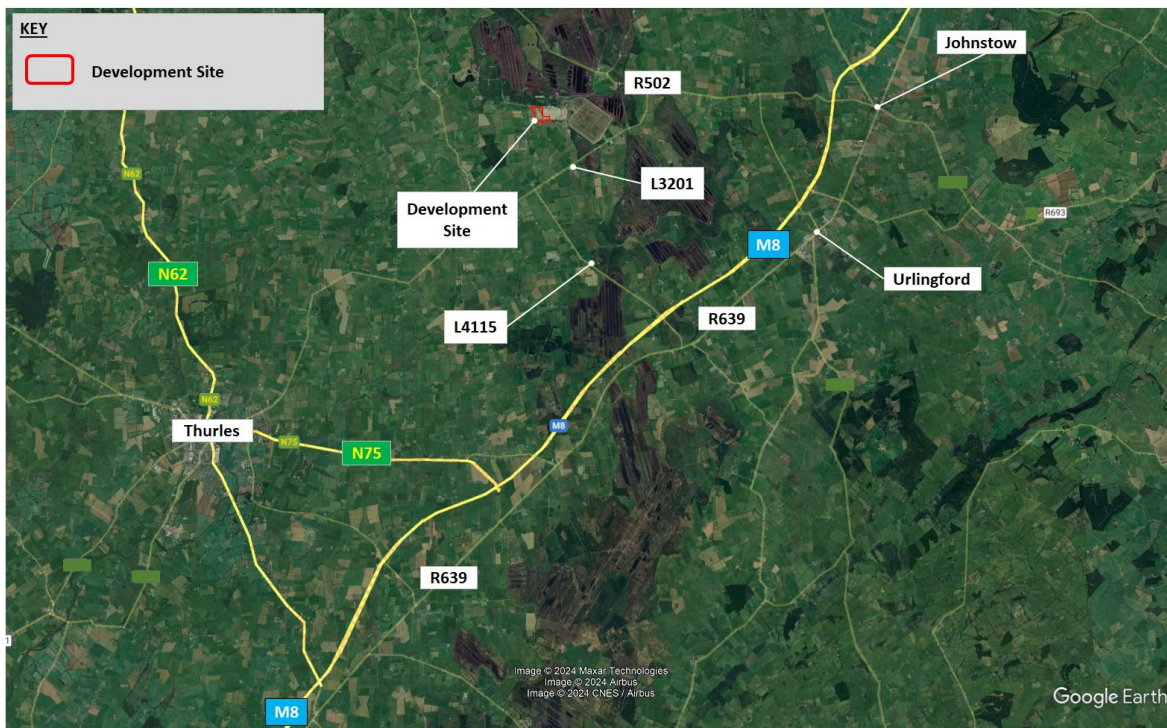 KEY
Development Site
Johnstow
R502
N62
L3201
Development
Site
R693
M8
N62
Urlingford
L4115
R639
N62
M8
Thurles
N75
N75
R639
1
Image © 2024 Maxar Technologies
Image © 2024 Airbus
Image © 2024 CNES / Airbus
Google Earth
M8